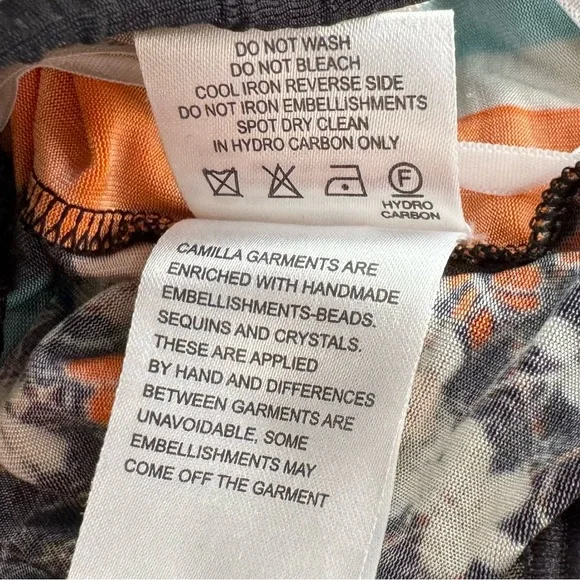 DO NOT WASH
DO NOT BLEACH
COOL IRON REVERSE SIDE
DO NOT IRON EMBELLISHMENTS
SPOT DRY CLEAN
IN HYDRO CARBON ONLY
F
HYDRO
CARBON
CAMILLA GARMENTS ARE
ENRICHED WITH HANDMADE
EMBELLISHMENTS-BEADS.
SEQUINS AND CRYSTALS.
THESE ARE APPLIED
BY HAND AND DIFFERENCES
BETWEEN GARMENTS ARE
UNAVOIDABLE, SOME
EMBELLISHMENTS MAY
COME OFF THE GARMENT